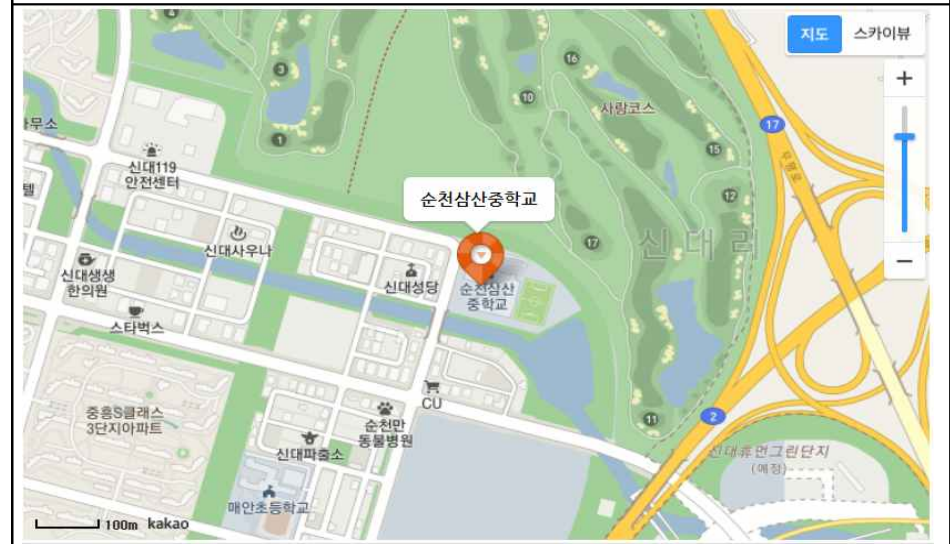 지도 스카이뷰
+
16
3
10
사랑코스
17
1
신대119
안전센터
15
12
순천삼산중학교
17
신대리
신대사우나
신대생생
한의원
신대성당
순천삼산
중학교
스타벅스
CU
중흥S클래스
3단지아파트
순천만
동물병원
11
2
신대파출소
신대휴먼그린단지
(예정)
매안초등학교
100m kakao